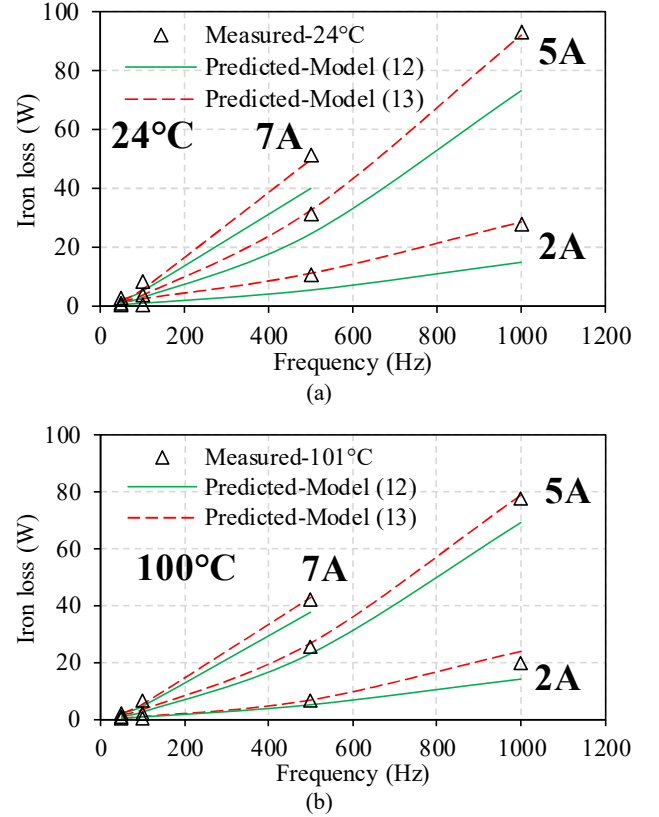 100
80
60
40
20
0
Iron loss (W)
Measured-24°C
Predicted-Model (12)
Predicted-Model (13)
24°C
7A
5A
2A
0 200 400 600 800 1000 1200
Frequency (Hz)
(a)
100
80
60
40
20
0
Iron loss (W)
Measured-101°C
Predicted-Model (12)
Predicted-Model (13)
100°C
7A
5A
2A
0 200 400 600 800 1000 1200
Frequency (Hz)
(b)